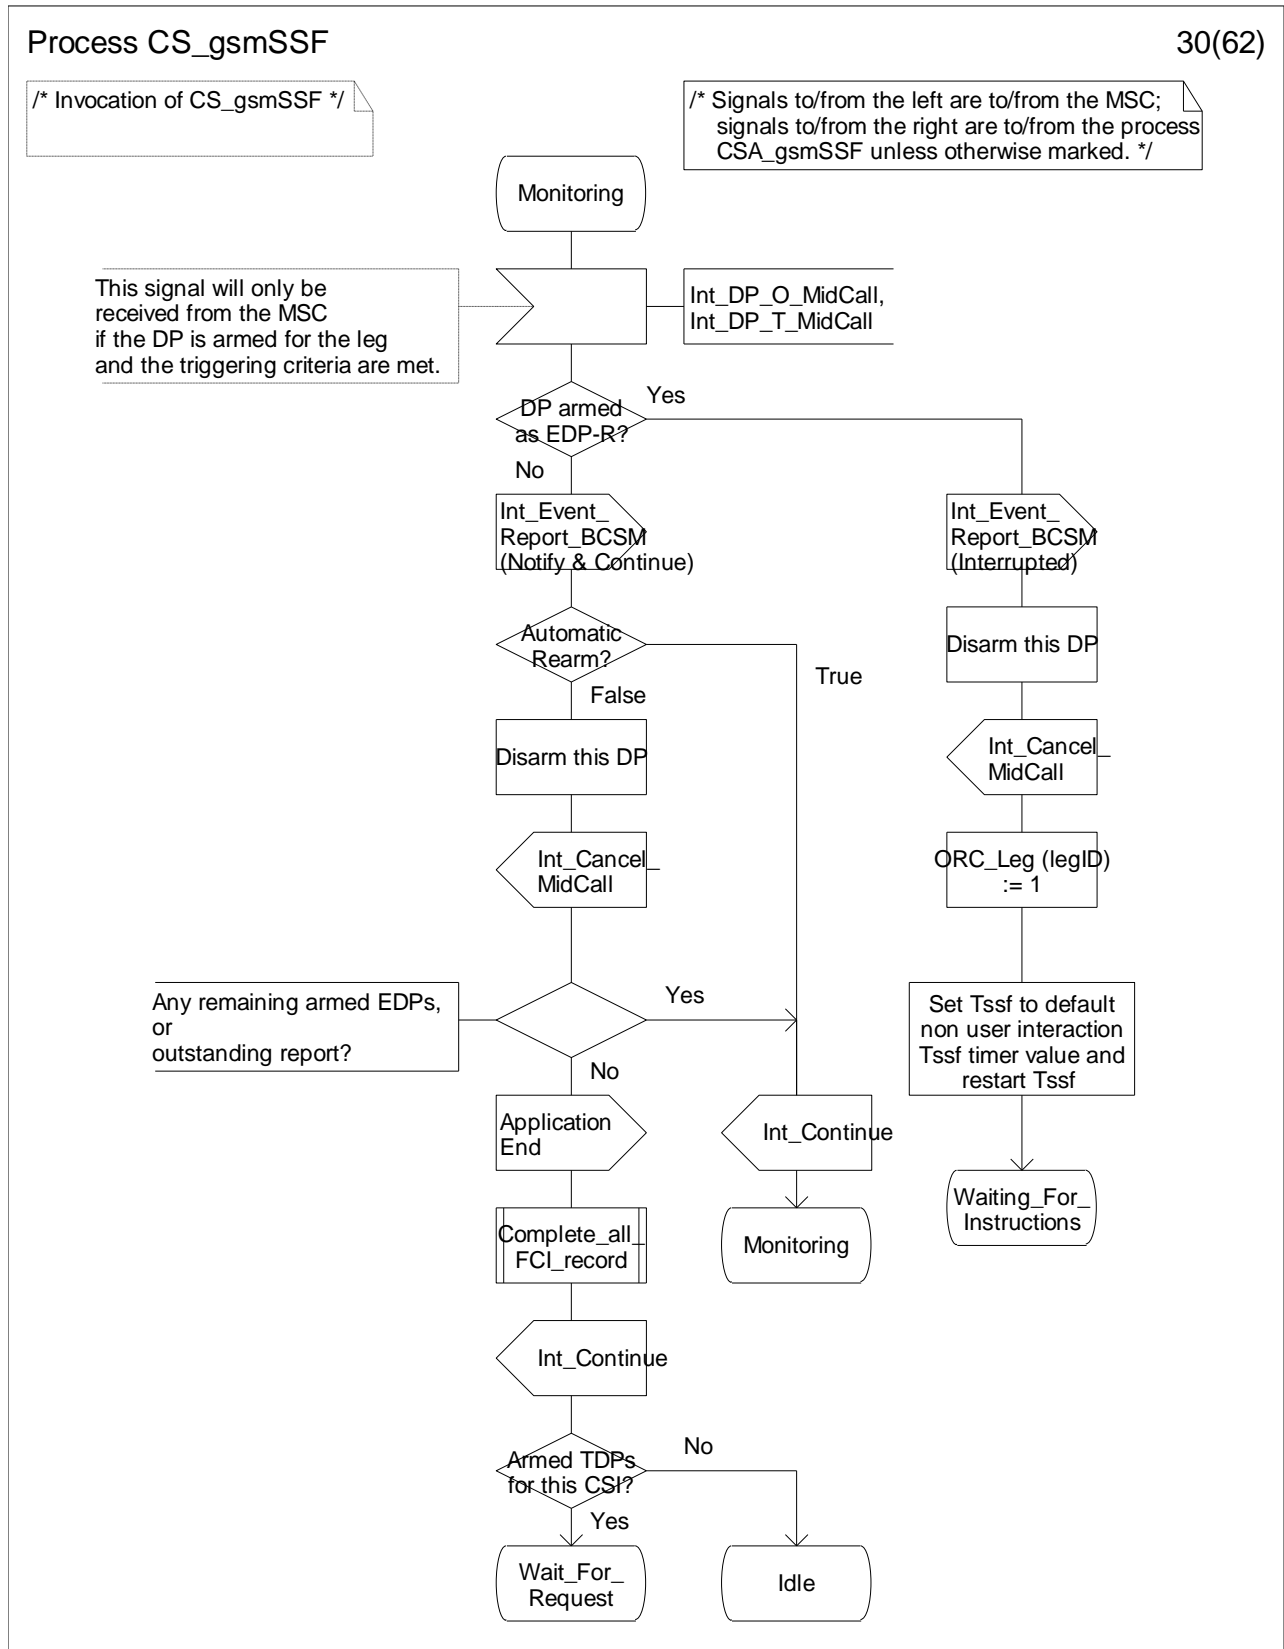 Process CS_gsmSSF
30(62)
/* Invocation of CS_gsmSSF */
/* Signals to/from the left are to/from the MSC;
signals to/from the right are to/from the process
CSA_gsmSSF unless otherwise marked. */
Monitoring
This signal will only be
received from the MSC
if the DP is armed for the leg
and the triggering criteria are met.
Int_DP_O_MidCall,
Int_DP_T_MidCall
DP armed
as EDP-R?
Yes
No
Int_Event_
Report_BCSM
(Notify & Continue)
Int_Event_
Report_BCSM
(Interrupted)
Automatic
Rearm?
True
False
Disarm this DP
Disarm this DP
Int_Cancel_
MidCall
Int_Cancel_
MidCall
ORC_Leg (legID)
:= 1
Any remaining armed EDPs,
or
outstanding report?
Yes
No
Set Tssf to default
non user interaction
Tssf timer value and
restart Tssf
Application
End
Int_Continue
Waiting_For_
Instructions
Complete_all_
FCI_record
Monitoring
Int_Continue
Armed TDPs
for this CSI?
No
Yes
Wait_For_
Request
Idle